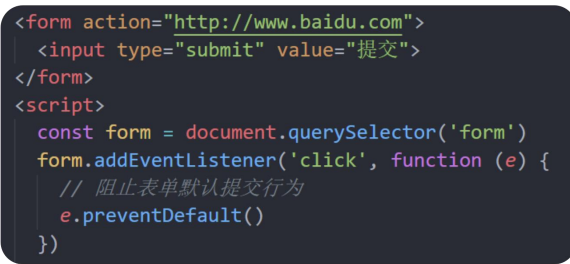 <form action="http://www.baidu.com">
<input type="submit" value="提交">
</form>
<script>
const form = document.querySelector('form')
form.addEventListener('click', function (e) {
// 阻止表单默认提交行为
e.preventDefault()
})